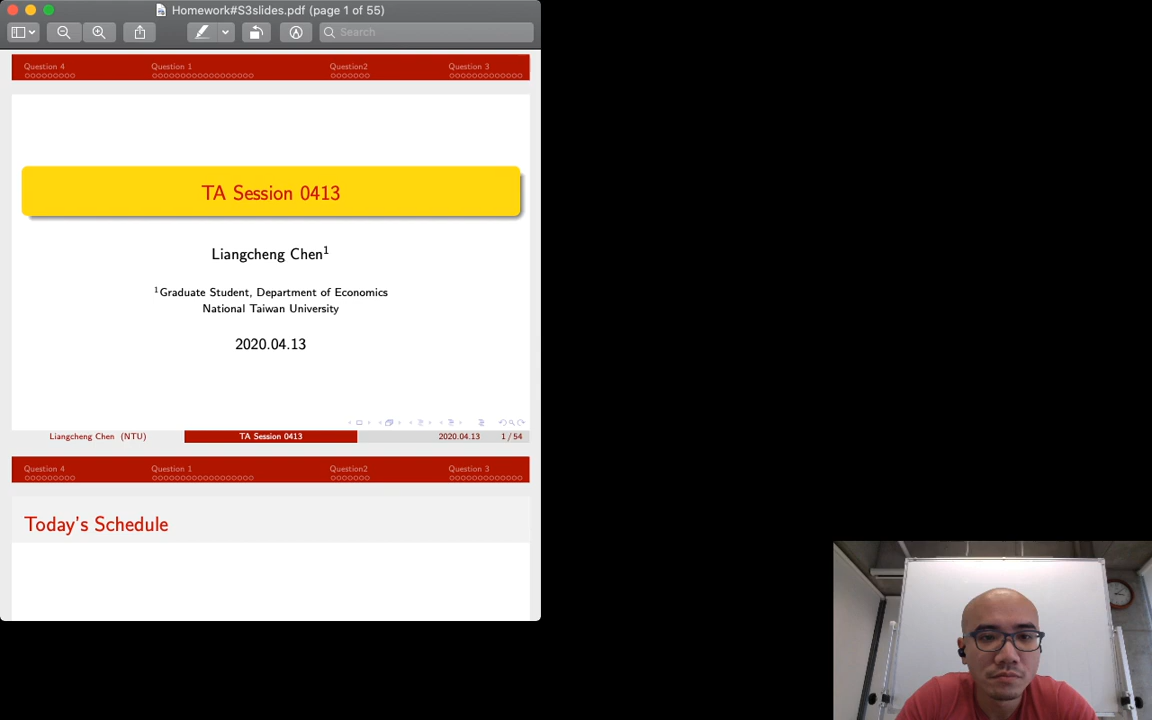 Homework#S3slides.pdf (page 1 of 55)
Search
Question 4 Question 1 Question2 Question 3
TA Session 0413
Liangcheng Chen¹
¹Graduate Student, Department of Economics
National Taiwan University
2020.04.13
Liangcheng Chen (NTU) TA Session 0413 2020.04.13 1 / 54
Question 4 Question 1 Question2 Question 3
Today's Schedule